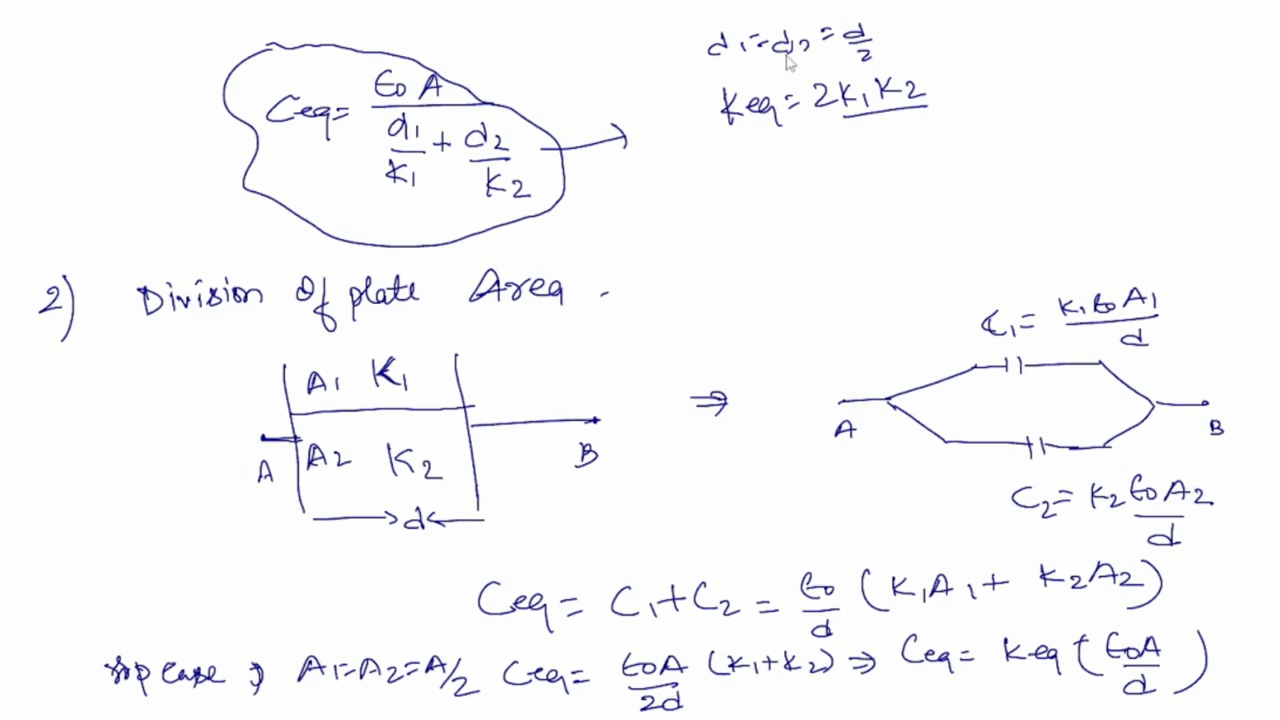 d1 = d2 = d/2
Ceq = ϵ0 A / (d1/K1 + d2/K2) →
Keq = 2K1K2
2) Division Of plate Area .
C1 = K1ϵ0A1/d
A1 K1
⇒
A B
A A2 K2 B
d
C2 = K2ϵ0A2/d
Ceq = C1+C2 = ϵ0/d (K1A1 + K2A2)
case A1=A2=A/2 Ceq = ϵ0A/2d (K1+K2) ⇒ Ceq = Keq (ϵ0A/d)